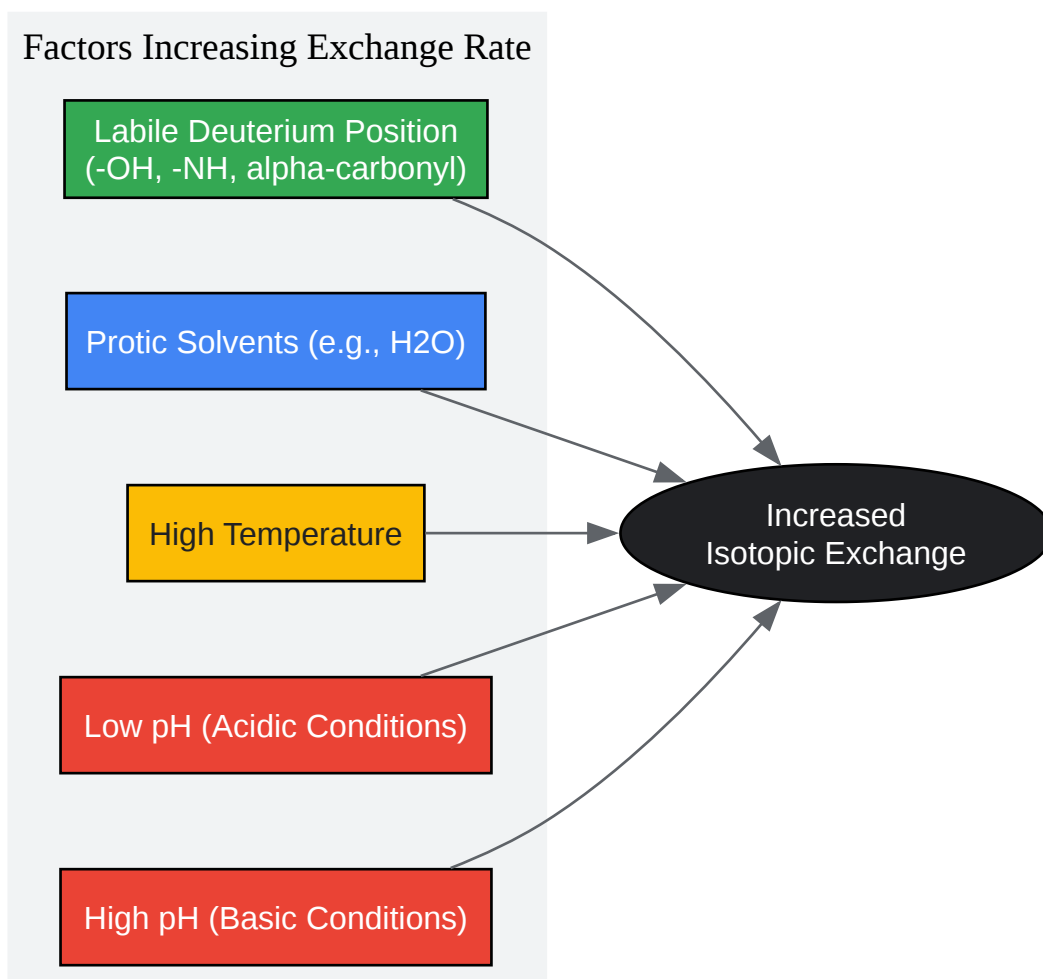 Factors Increasing Exchange Rate
Labile Deuterium Position
(-OH, -NH, alpha-carbonyl)
Protic Solvents (e.g., H2O)
High Temperature
Low pH (Acidic Conditions)
High pH (Basic Conditions)
Increased
Isotopic Exchange